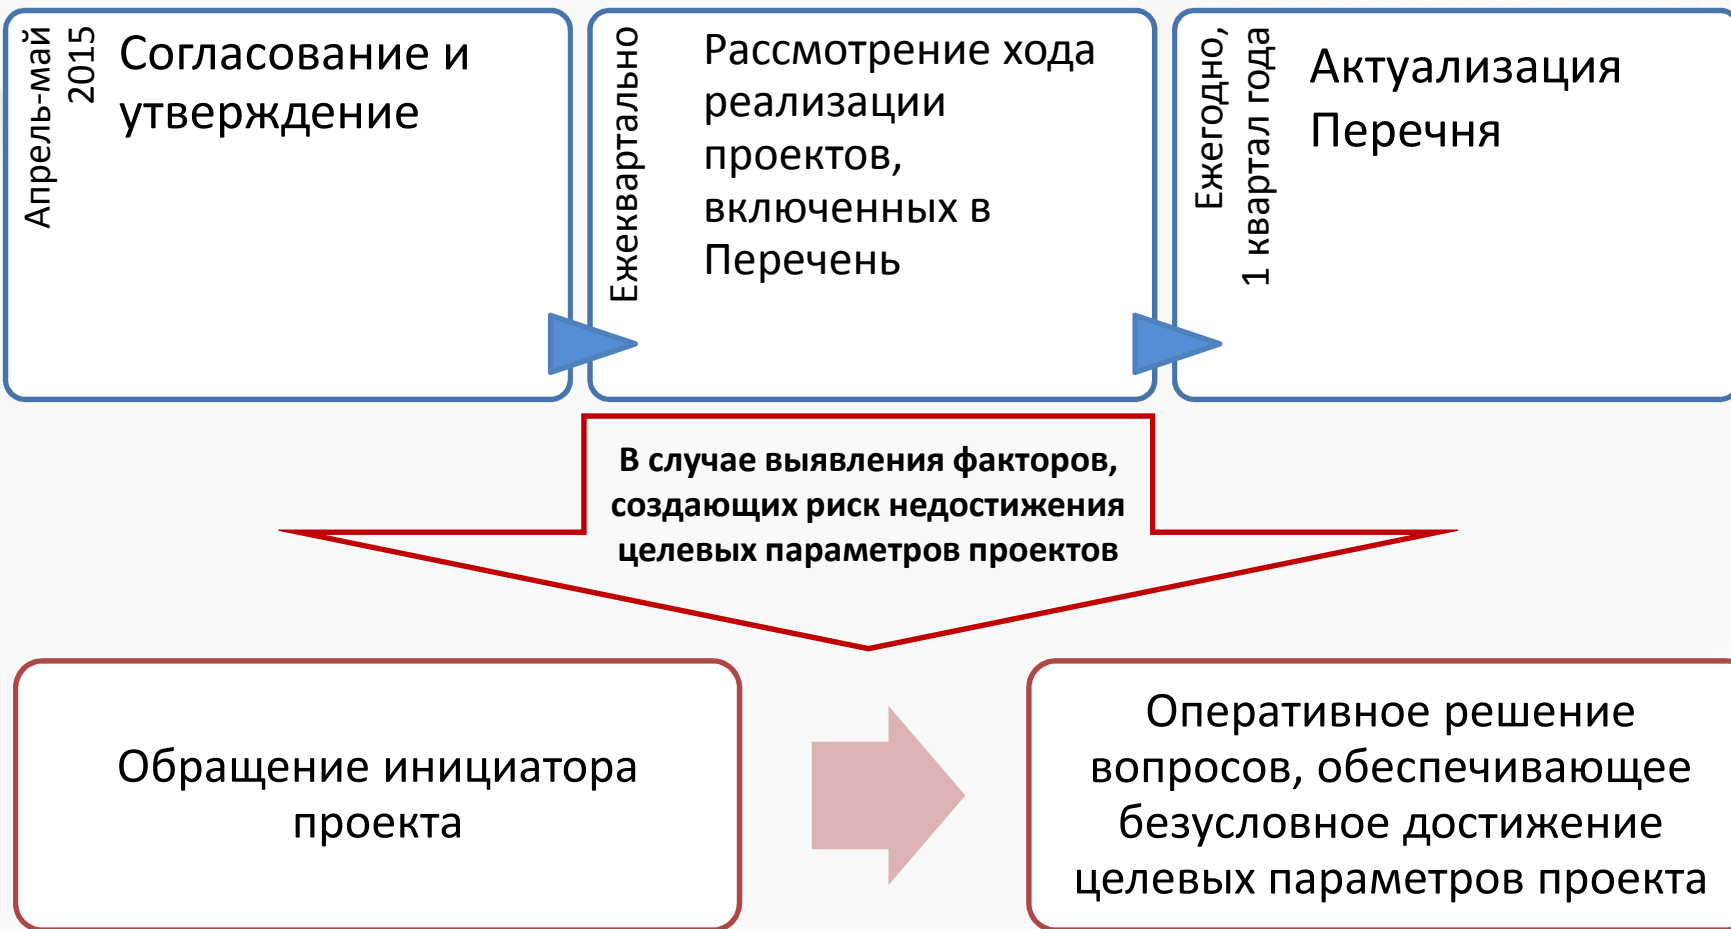 Апрель-май
2015
Согласование и
утверждение
Ежеквартально
Рассмотрение хода
реализации
проектов,
включенных в
Перечень
Ежегодно,
1 квартал года
Актуализация
Перечня
В случае выявления факторов,
создающих риск недостижения
целевых параметров проектов
Обращение инициатора
проекта
Оперативное решение
вопросов, обеспечивающее
безусловное достижение
целевых параметров проекта